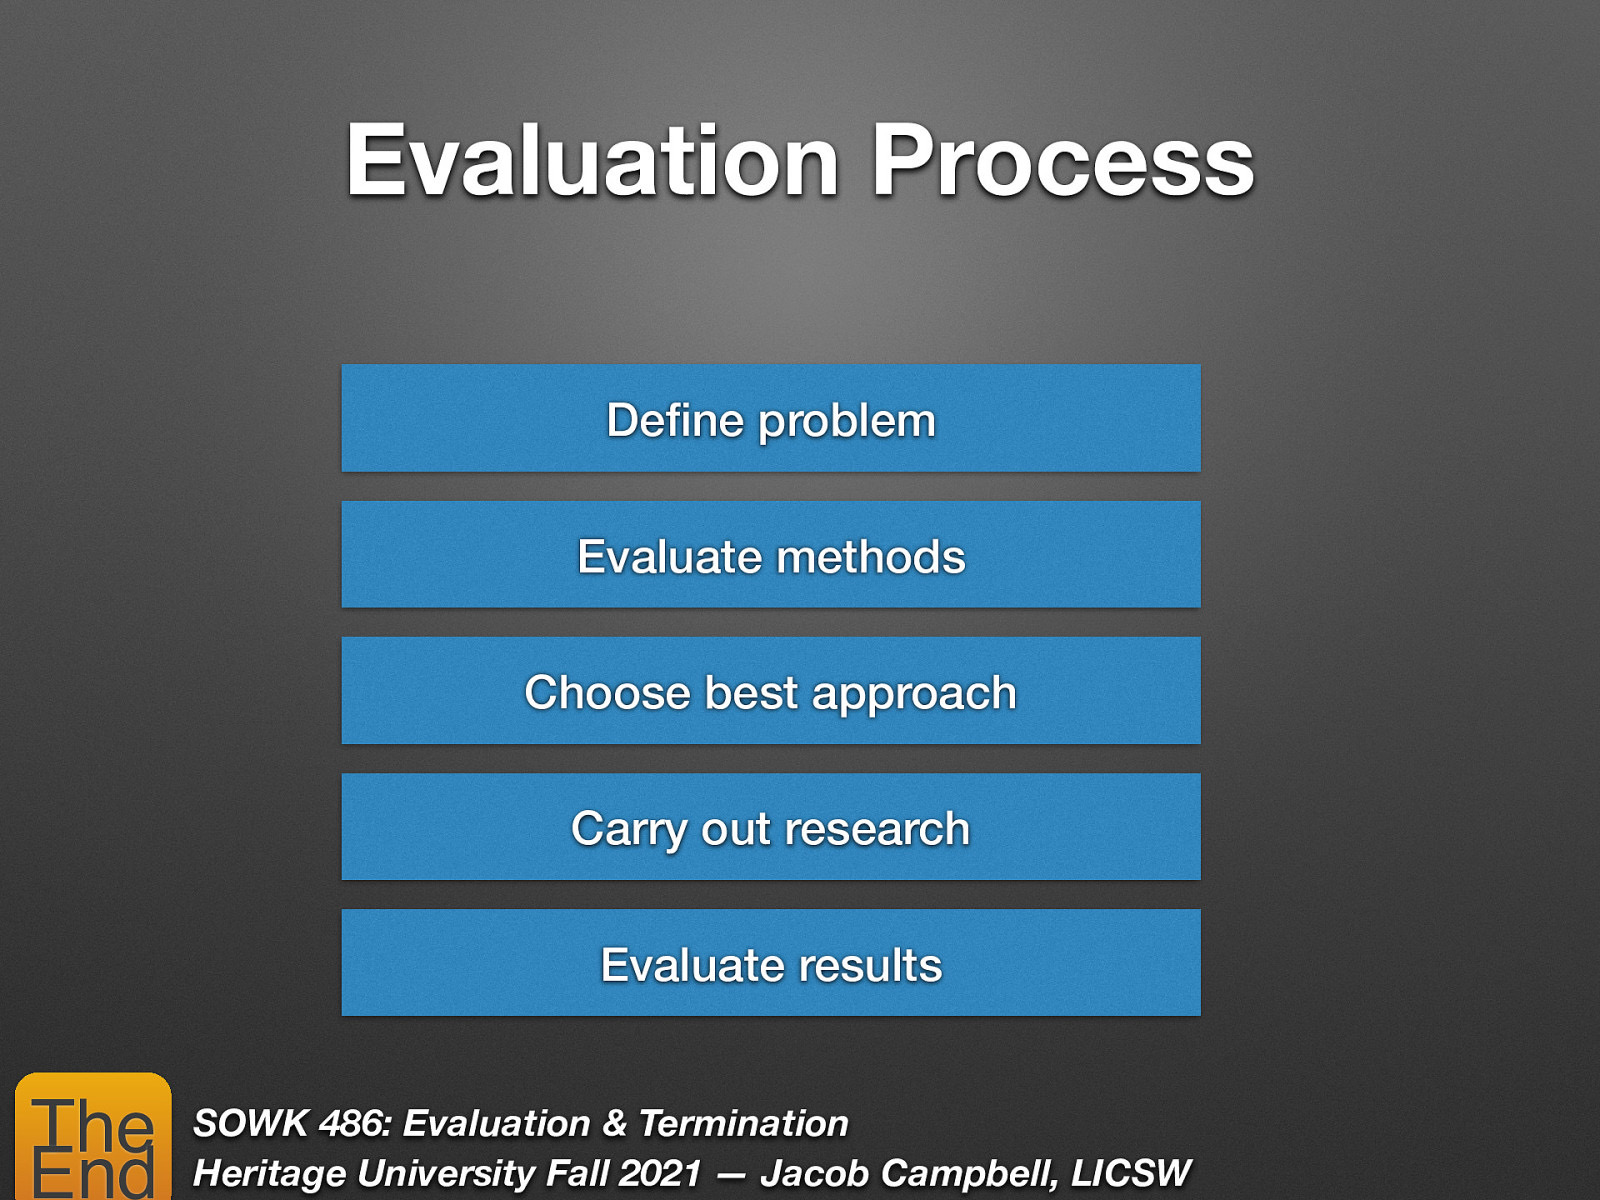 Evaluation Process
Define problem
Evaluate methods
Choose best approach
Carry out research
Evaluate results
The
End
SOWK 486: Evaluation & Termination
Heritage University Fall 2021 — Jacob Campbell, LICSW